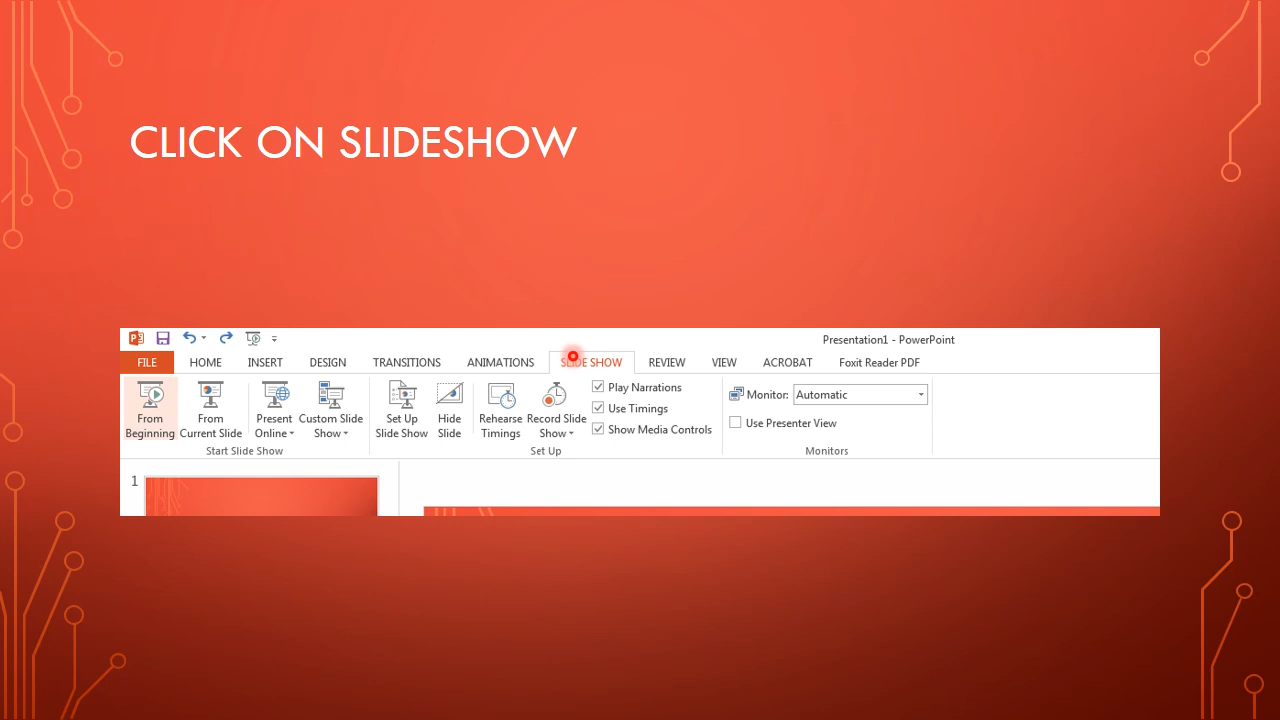 CLICK ON SLIDESHOW
Presentation1 - PowerPoint
FILE HOME INSERT DESIGN TRANSITIONS ANIMATIONS SLIDE SHOW REVIEW VIEW ACROBAT Foxit Reader PDF
From Beginning
From Current Slide
Present Online
Custom Slide Show
Start Slide Show
Set Up Slide Show
Hide Slide
Rehearse Timings
Record Slide Show
Play Narrations
Use Timings
Show Media Controls
Set Up
Monitor: Automatic
Use Presenter View
Monitors
1